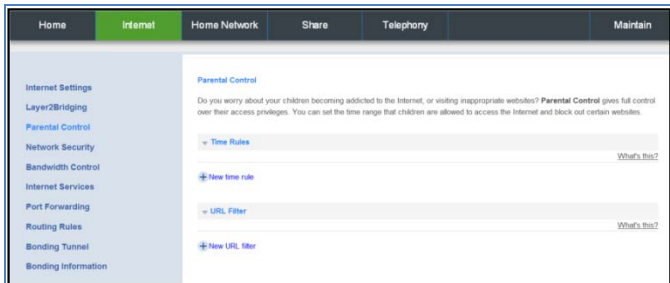 Home Internet Home Network Share Telephony Maintain
Internet Settings
Layer2Bridging
Parental Control
Network Security
Bandwidth Control
Internet Services
Port Forwarding
Routing Rules
Bonding Tunnel
Bonding Information
Parental Control
Do you worry about your children becoming addicted to the Internet, or visiting inappropriate websites? Parental Control gives full control
over their access privileges. You can set the time range that children are allowed to access the Internet and block out certain websites.
Time Rules
What's this?
New time rule
URL Filter
What's this?
New URL filter